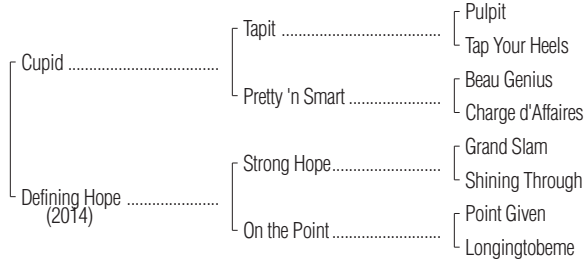 Pulpit
Tapit ....................................
Tap Your Heels
Cupid ..................................
Beau Genius
Pretty 'n Smart .....................
Charge d'Affaires
Grand Slam
Strong Hope........................
Shining Through
Defining Hope .....................
(2014)
Point Given
On the Point ........................
Longingtobeme